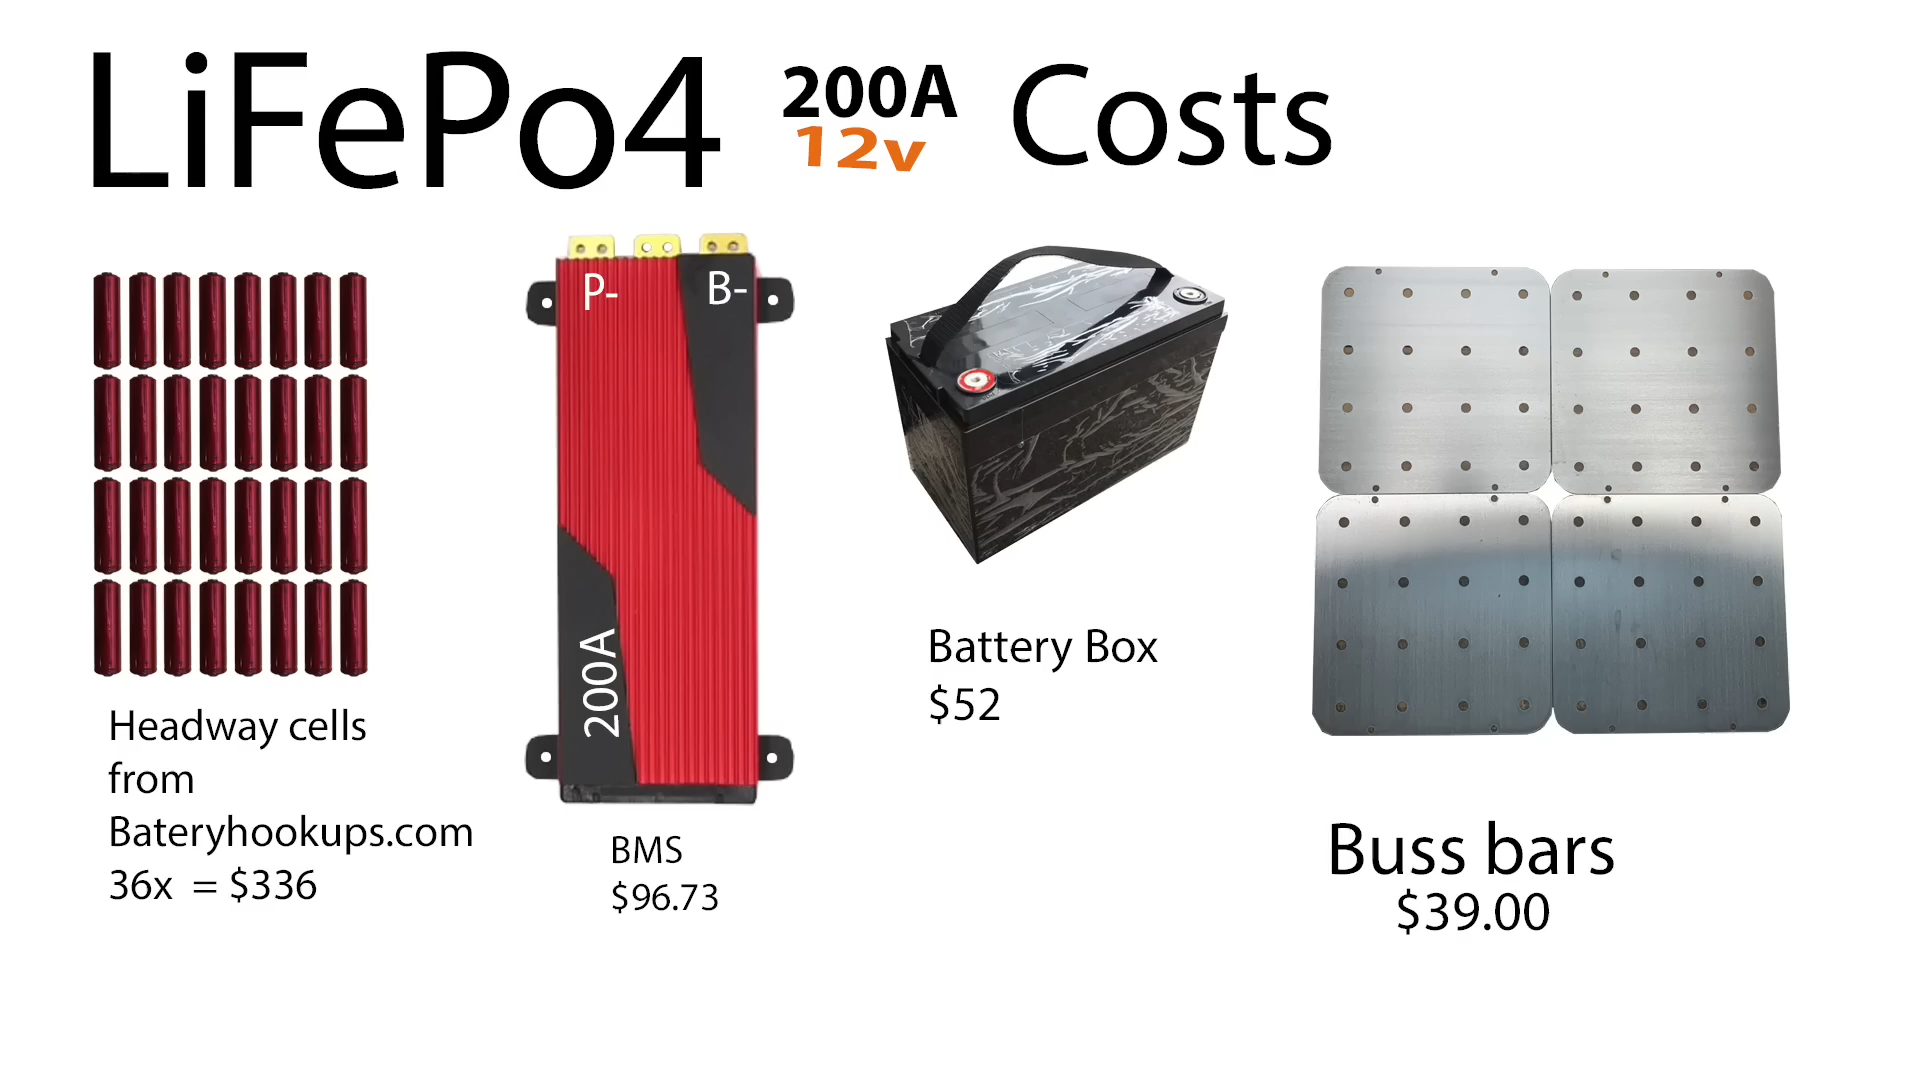 LiFePo4 200A Costs
12v
P- B-
200A
Headway cells
from
Bateryhookups.com
36x = $336
BMS
$96.73
Battery Box
$52
Buss bars
$39.00